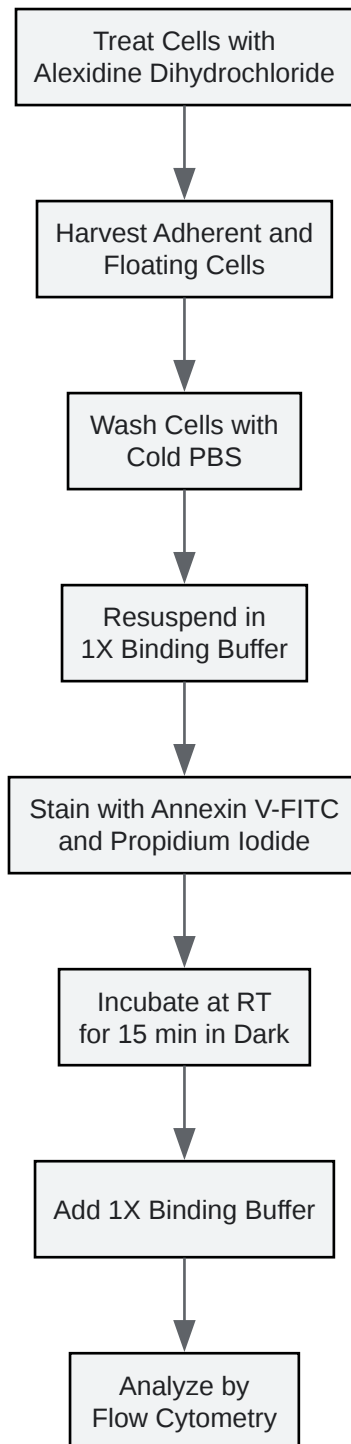 Treat Cells with
Alexidine Dihydrochloride
Harvest Adherent and
Floating Cells
Wash Cells with
Cold PBS
Resuspend in
1X Binding Buffer
Stain with Annexin V-FITC
and Propidium Iodide
Incubate at RT
for 15 min in Dark
Add 1X Binding Buffer
Analyze by
Flow Cytometry